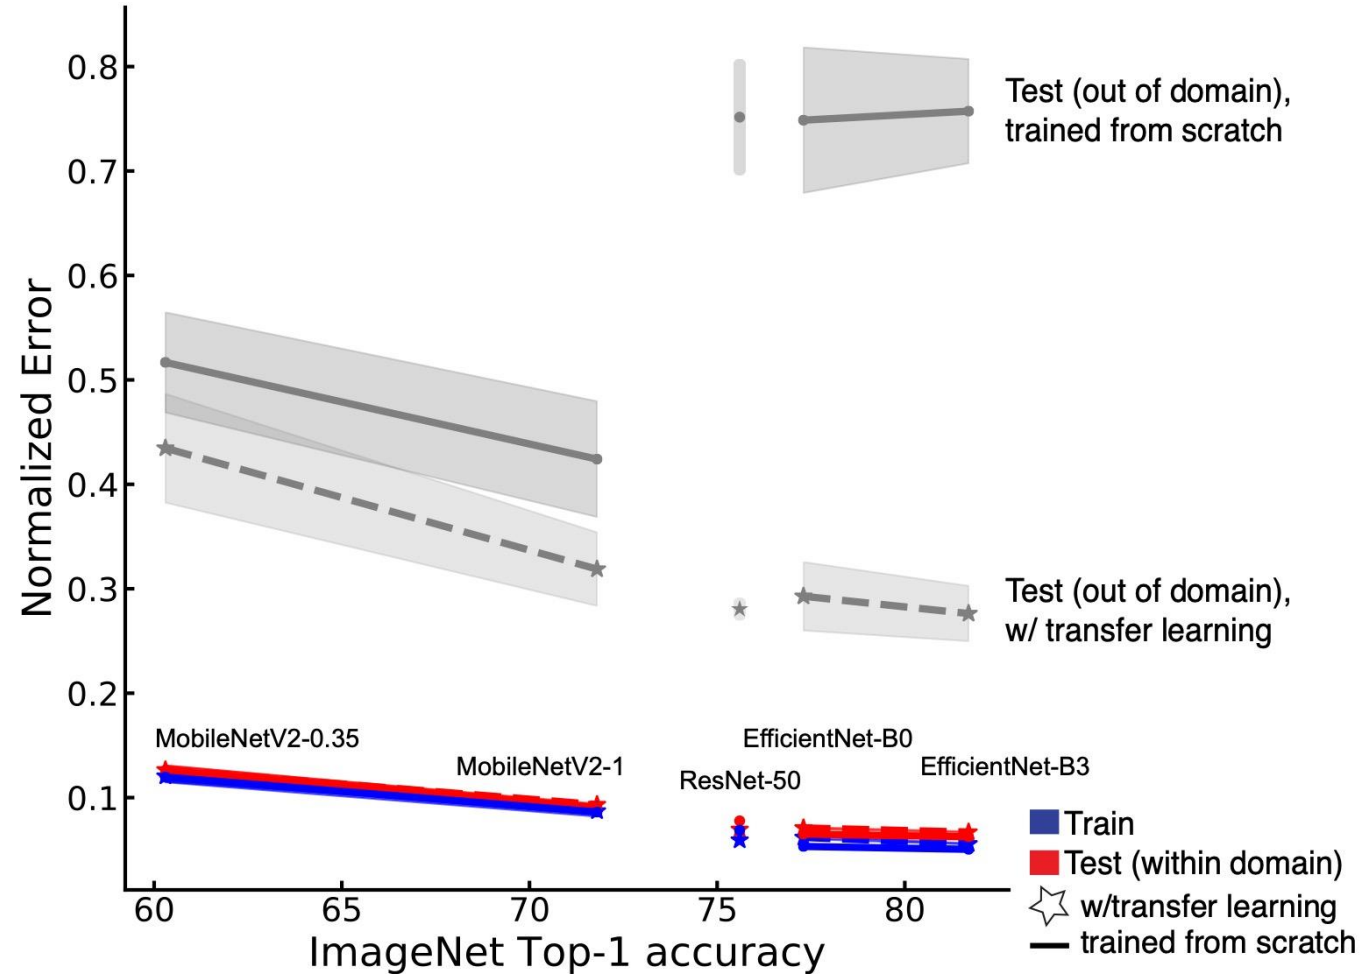 0.8
0.7
0.6
0.5
0.4
0.3
0.2
0.1
Normalized Error
Test (out of domain),
trained from scratch
Test (out of domain),
w/ transfer learning
MobileNetV2-0.35
MobileNetV2-1
ResNet-50
EfficientNet-B0
EfficientNet-B3
Train
Test (within domain)
w/transfer learning
trained from scratch
60 65 70 75 80
ImageNet Top-1 accuracy